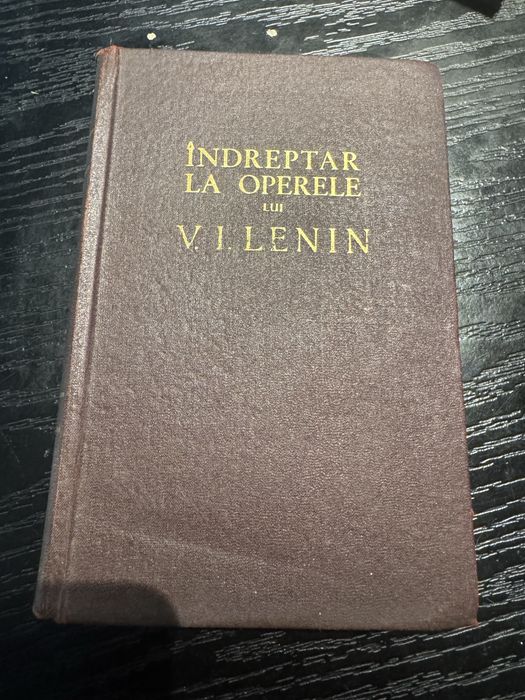 ÎNDREPTAR
LA OPERELE
LUI
V. I. LENIN